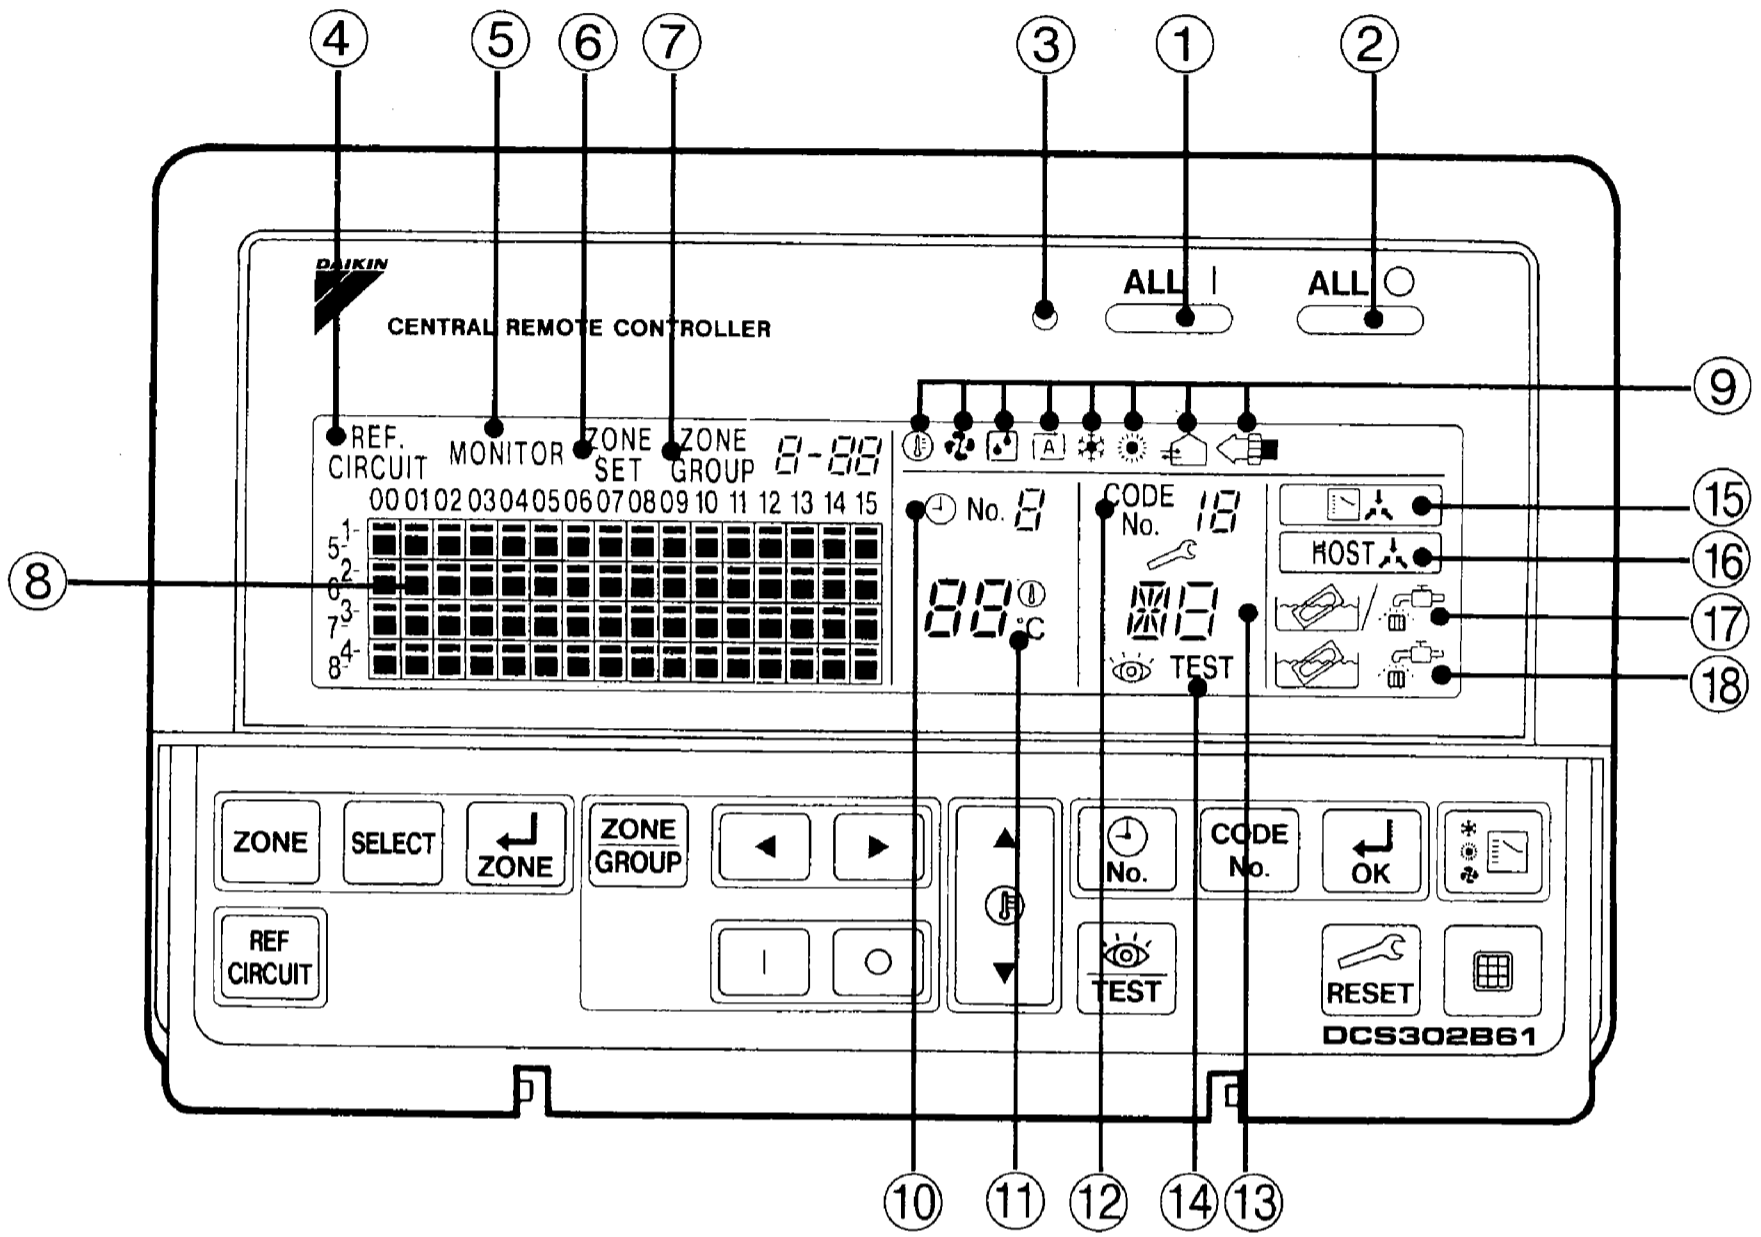 4 5 6 7 3 1 2
DAIKIN
CENTRAL REMOTE CONTROLLER
ALL | ALL ○
9
REF. CIRCUIT MONITOR ZONE SET ZONE GROUP 8-88
A
00 01 02 03 04 05 06 07 08 09 10 11 12 13 14 15
No. 8 CODE No. 18
15
1
5
HOST
16
8
2
6
88 °C
17
3
7
TEST
18
4
8
ZONE SELECT ZONE ZONE GROUP ◀ ▶ ▲ No. CODE No. OK
REF CIRCUIT | ○ ▼ TEST RESET
DCS302B61
10 11 12 14 13